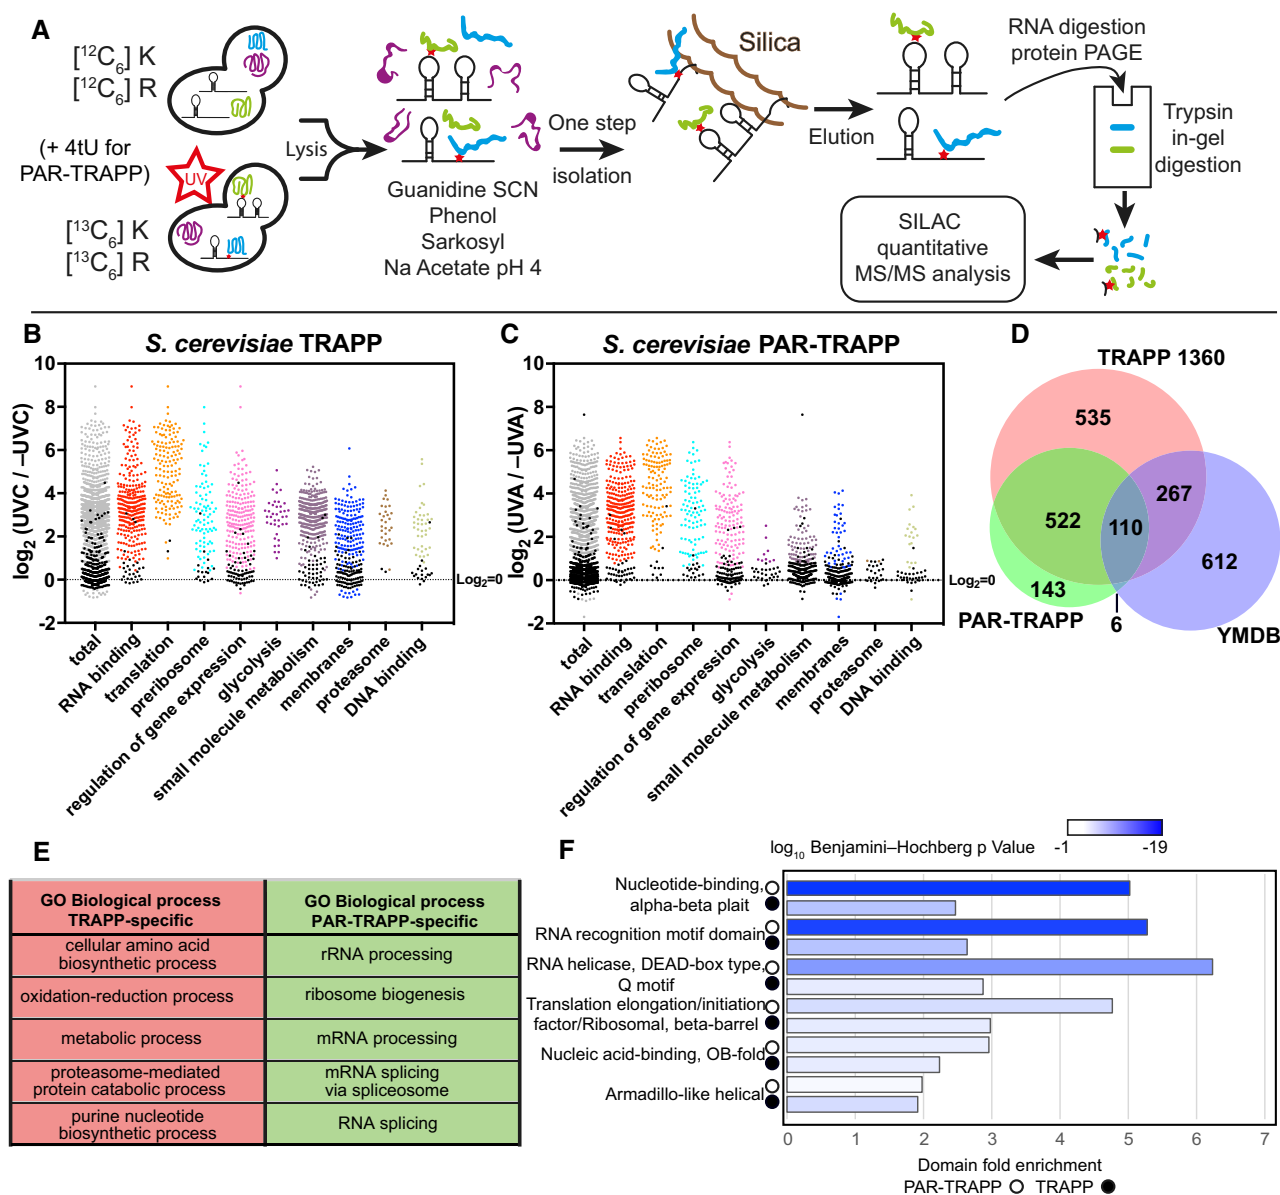 A
[12C6] K
[12C6] R
(+ 4tU for
PAR-TRAPP)
UV
[13C6] K
[13C6] R
Lysis
Guanidine SCN
Phenol
Sarkosyl
Na Acetate pH 4
One step
isolation
Silica
Elution
RNA digestion
protein PAGE
Trypsin
in-gel
digestion
SILAC
quantitative
MS/MS analysis
B
S. cerevisiae TRAPP
log2 (UVC / –UVC)
10
8
6
4
2
0
-2
Log2=0
total
RNA binding
translation
preribosome
regulation of gene expression
glycolysis
small molecule metabolism
membranes
proteasome
DNA binding
C
S. cerevisiae PAR-TRAPP
log2 (UVA / –UVA)
10
8
6
4
2
0
-2
Log2=0
total
RNA binding
translation
preribosome
regulation of gene expression
glycolysis
small molecule metabolism
membranes
proteasome
DNA binding
D
TRAPP 1360
535
267
522
110
612
143
PAR-TRAPP
6
YMDB
E
GO Biological process
TRAPP-specific
GO Biological process
PAR-TRAPP-specific
cellular amino acid
biosynthetic process
rRNA processing
oxidation-reduction process
ribosome biogenesis
metabolic process
mRNA processing
proteasome-mediated
protein catabolic process
mRNA splicing
via spliceosome
purine nucleotide
biosynthetic process
RNA splicing
F
log10 Benjamini–Hochberg p Value
-1
-19
Nucleotide-binding,
alpha-beta plait
RNA recognition motif domain
RNA helicase, DEAD-box type,
Q motif
Translation elongation/initiation
factor/Ribosomal, beta-barrel
Nucleic acid-binding, OB-fold
Armadillo-like helical
0 1 2 3 4 5 6 7
Domain fold enrichment
PAR-TRAPP TRAPP